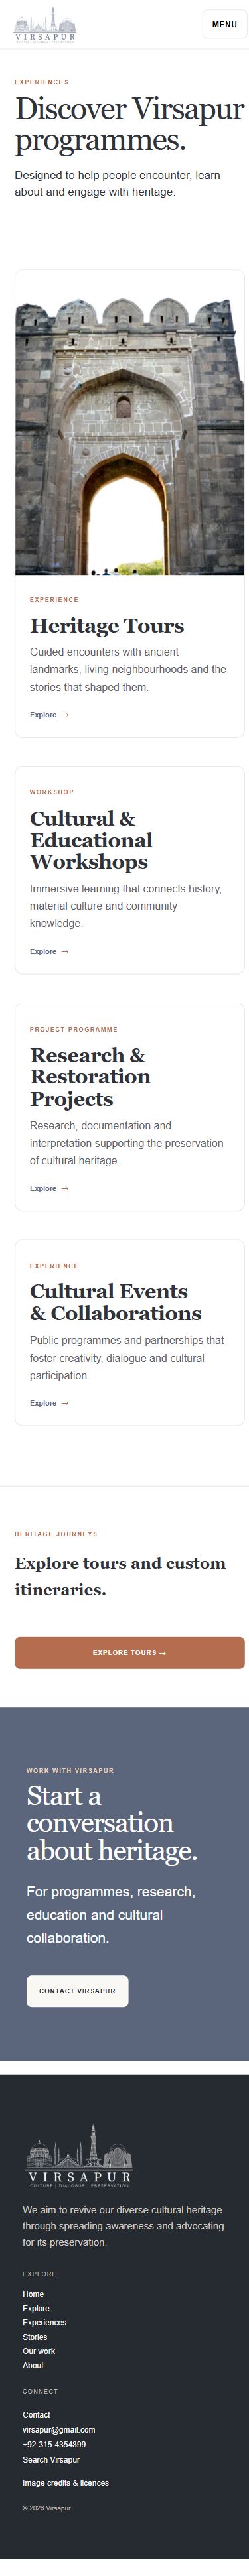 VIRSAPUR
CULTURE | DIALOGUE | PRESERVATION
MENU
EXPERIENCES
Discover Virsapur
programmes.
Designed to help people encounter, learn
about and engage with heritage.
EXPERIENCE
Heritage Tours
Guided encounters with ancient
landmarks, living neighbourhoods and the
stories that shaped them.
Explore →
WORKSHOP
Cultural &
Educational
Workshops
Immersive learning that connects history,
material culture and community
knowledge.
Explore →
PROJECT PROGRAMME
Research &
Restoration
Projects
Research, documentation and
interpretation supporting the preservation
of cultural heritage.
Explore →
EXPERIENCE
Cultural Events
& Collaborations
Public programmes and partnerships that
foster creativity, dialogue and cultural
participation.
Explore →
HERITAGE JOURNEYS
Explore tours and custom
itineraries.
EXPLORE TOURS →
WORK WITH VIRSAPUR
Start a
conversation
about heritage.
For programmes, research,
education and cultural
collaboration.
CONTACT VIRSAPUR
VIRSAPUR
CULTURE | DIALOGUE | PRESERVATION
We aim to revive our diverse cultural heritage
through spreading awareness and advocating
for its preservation.
EXPLORE
Home
Explore
Experiences
Stories
Our work
About
CONNECT
Contact
virsapur@gmail.com
+92-315-4354899
Search Virsapur
Image credits & licences
© 2026 Virsapur